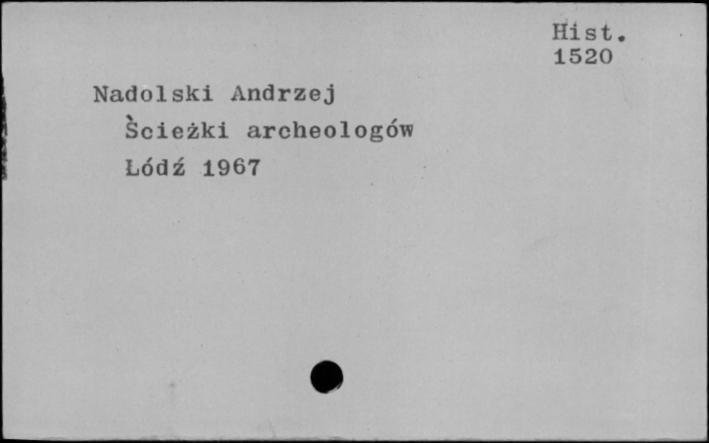 Hist.
1520
Nadolski Andrzej
Ścieżki archeologów
Łódź 1967